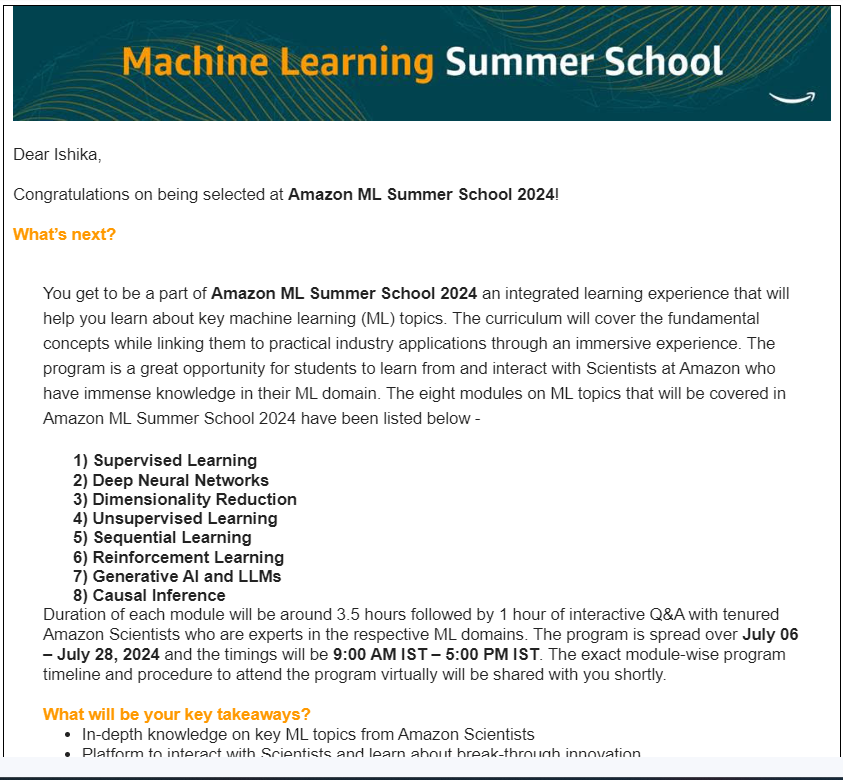 Machine Learning Summer School
Dear Ishika,
Congratulations on being selected at Amazon ML Summer School 2024!
What's next?
You get to be a part of Amazon ML Summer School 2024 an integrated learning experience that will
help you learn about key machine learning (ML) topics. The curriculum will cover the fundamental
concepts while linking them to practical industry applications through an immersive experience. The
program is a great opportunity for students to learn from and interact with Scientists at Amazon who
have immense knowledge in their ML domain. The eight modules on ML topics that will be covered in
Amazon ML Summer School 2024 have been listed below -
1) Supervised Learning
2) Deep Neural Networks
3) Dimensionality Reduction
4) Unsupervised Learning
5) Sequential Learning
6) Reinforcement Learning
7) Generative AI and LLMs
8) Causal Inference
Duration of each module will be around 3.5 hours followed by 1 hour of interactive Q&A with tenured
Amazon Scientists who are experts in the respective ML domains. The program is spread over July 06
– July 28, 2024 and the timings will be 9:00 AM IST – 5:00 PM IST. The exact module-wise program
timeline and procedure to attend the program virtually will be shared with you shortly.
What will be your key takeaways?
• In-depth knowledge on key ML topics from Amazon Scientists
• Platform to interact with Scientists and learn about break-through innovation